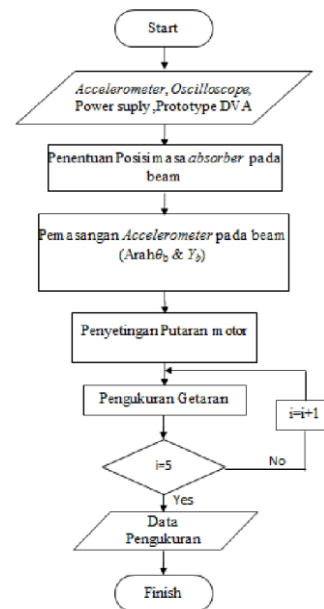 Start
Accelerometer, Oscilloscope,
Power suply ,Prototype DVA
Penentuan Posisi masa absorber pada
beam
Pemasangan Accelerometer pada beam
(Arah θb & Yb)
Penyetingan Putaran motor
Pengukuran Getaran
i=i+1
i=5
No
Yes
Data
Pengukuran
Finish